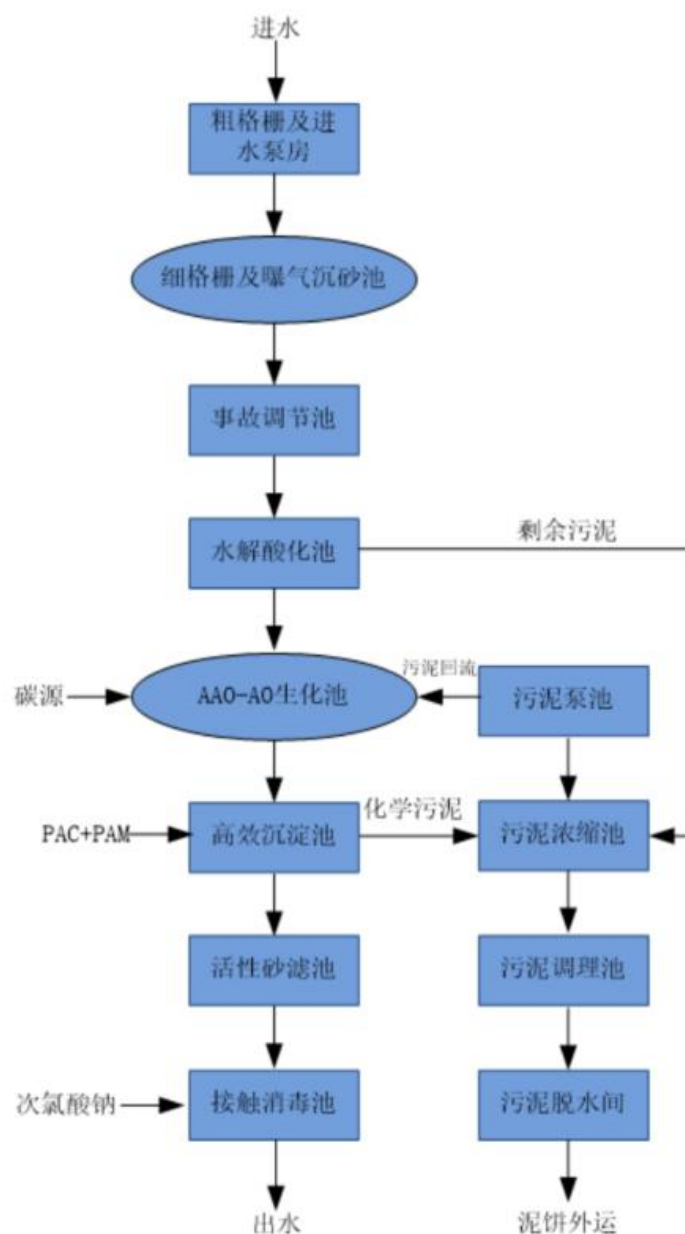 进水
粗格栅及进
水泵房
细格栅及曝气沉砂池
事故调节池
水解酸化池
剩余污泥
碳源
AAO-AO生化池
污泥回流
污泥泵池
PAC+PAM
高效沉淀池
化学污泥
污泥浓缩池
活性砂滤池
污泥调理池
次氯酸钠
接触消毒池
污泥脱水间
出水
泥饼外运